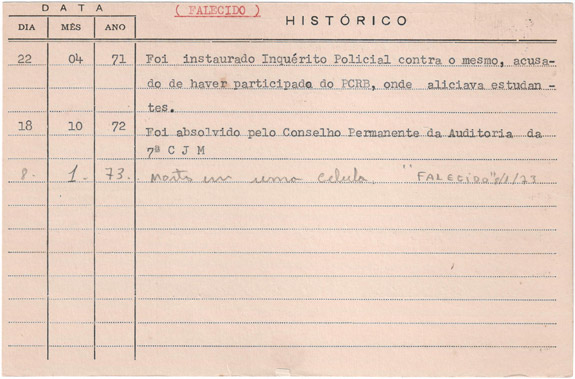 DATA
( FALECIDO )
HISTÓRICO
DIA MÊS ANO
22 04 71 Foi instaurado Inquérito Policial contra o mesmo, acusa-
do de haver participado do PCRB, onde aliciava estudan-
tes.
18 10 72 Foi absolvido pelo Conselho Permanente da Auditoria da
7ª C J M
8- 1- 73- Morto em uma celula. "FALECIDO" 8/1/73